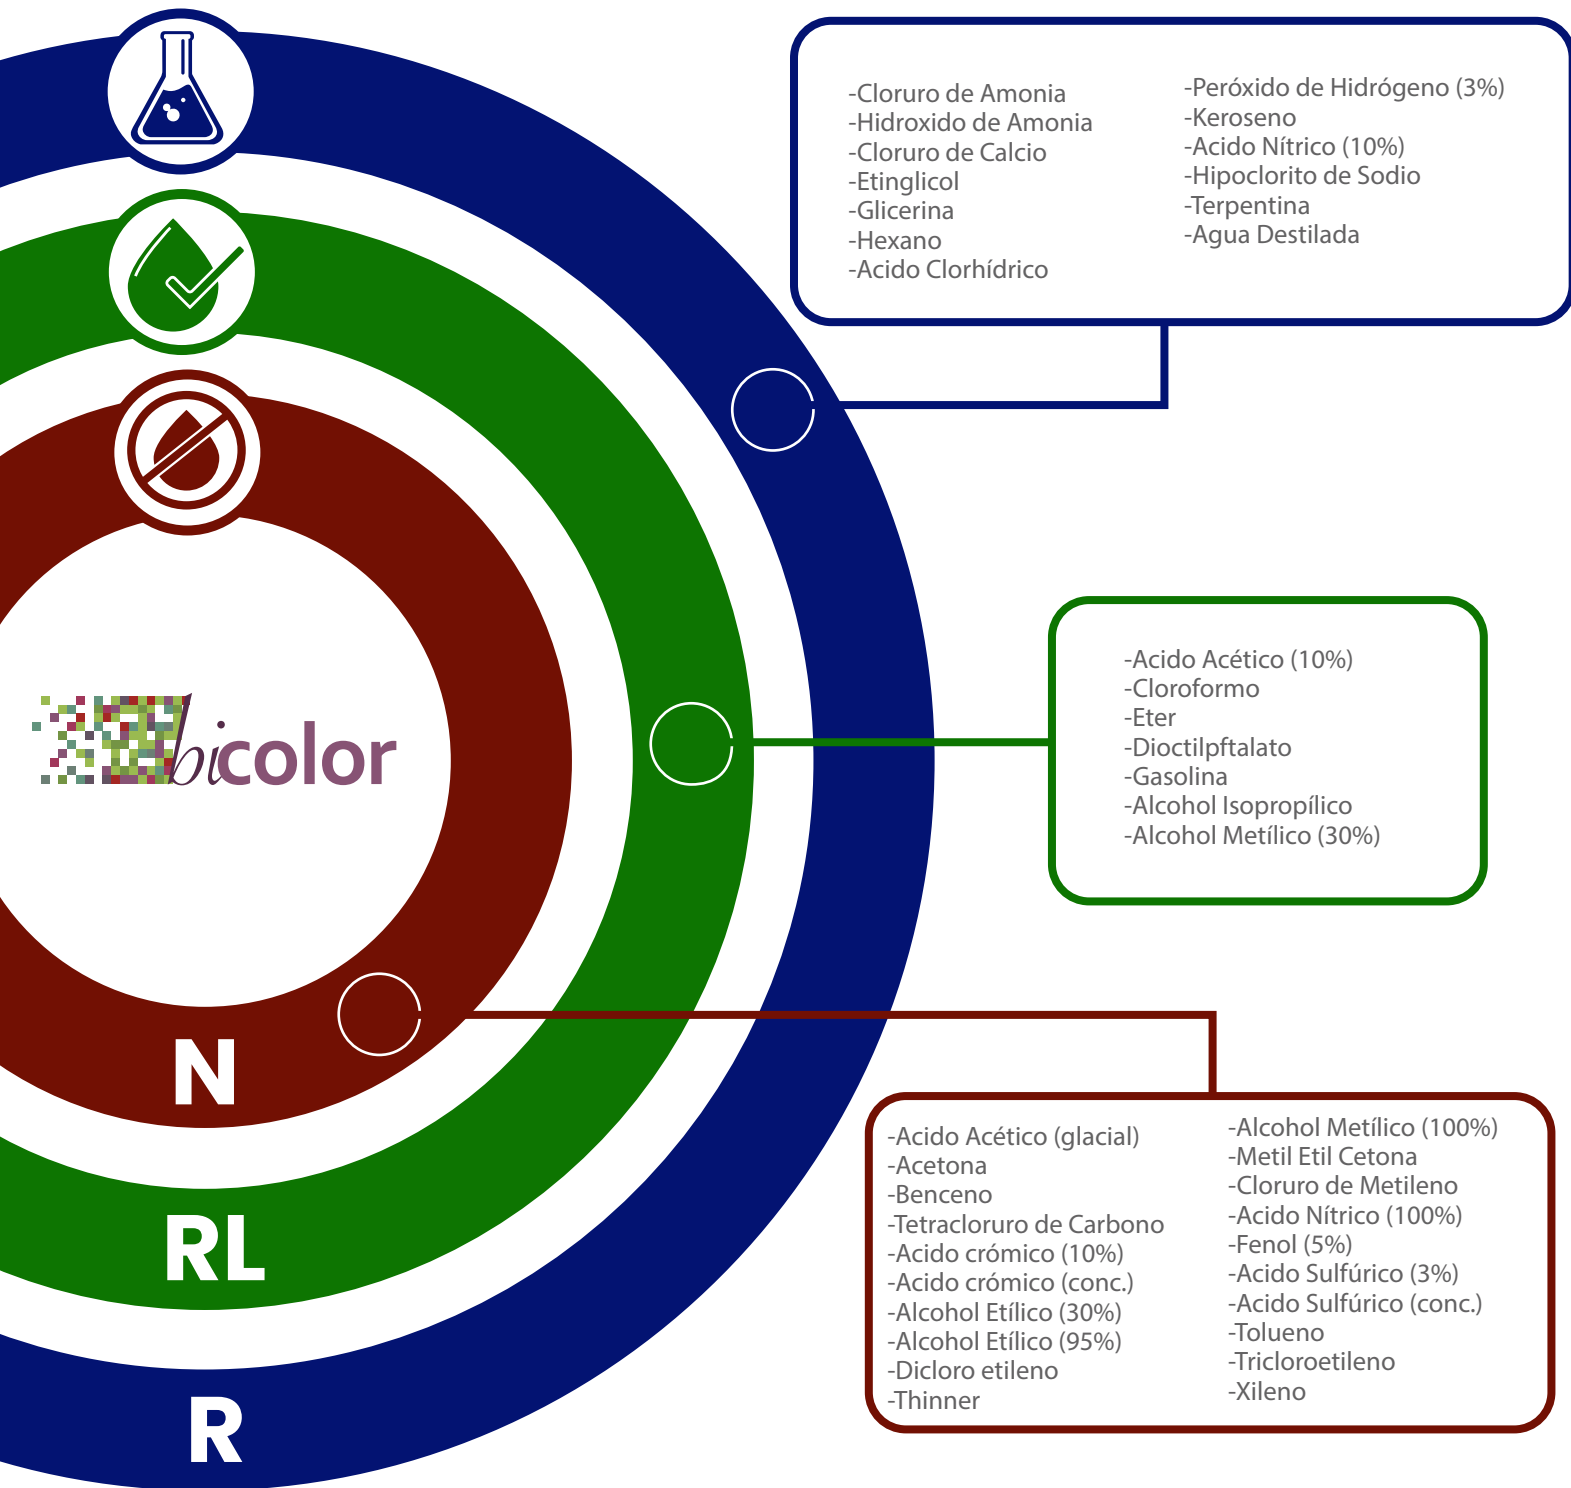 -Cloruro de Amonia
-Hidroxido de Amonia
-Cloruro de Calcio
-Etinglicol
-Glicerina
-Hexano
-Acido Clorhídrico
-Peróxido de Hidrógeno (3%)
-Keroseno
-Acido Nítrico (10%)
-Hipoclorito de Sodio
-Terpentina
-Agua Destilada
bicolor
-Acido Acético (10%)
-Cloroformo
-Eter
-Dioctilpftalato
-Gasolina
-Alcohol Isopropílico
-Alcohol Metílico (30%)
N
RL
R
-Acido Acético (glacial)
-Acetona
-Benceno
-Tetracloruro de Carbono
-Acido crómico (10%)
-Acido crómico (conc.)
-Alcohol Etílico (30%)
-Alcohol Etílico (95%)
-Dicloro etileno
-Thinner
-Alcohol Metílico (100%)
-Metil Etil Cetona
-Cloruro de Metileno
-Acido Nítrico (100%)
-Fenol (5%)
-Acido Sulfúrico (3%)
-Acido Sulfúrico (conc.)
-Tolueno
-Tricloroetileno
-Xileno